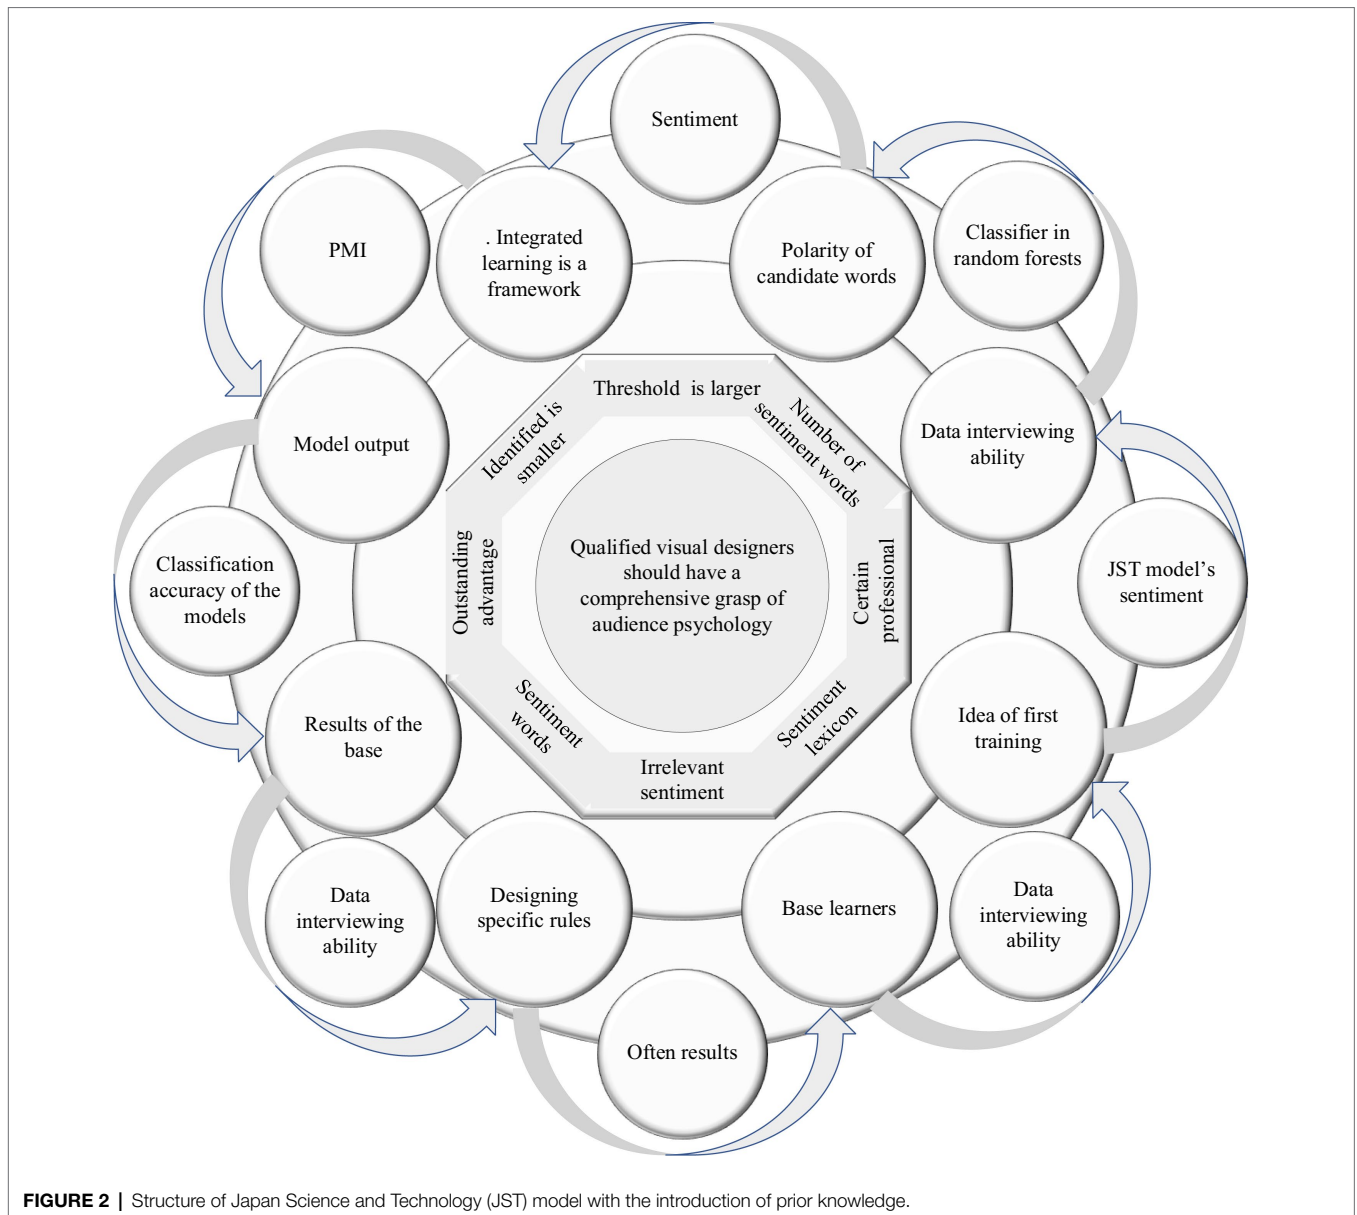 Sentiment
PMI
. Integrated
learning is a
framework
Polarity of
candidate words
Classifier in
random forests
Model output
Identified is
smaller
Threshold  is larger
Number of
sentiment words
Data interviewing
ability
Classification
accuracy of the
models
Outstanding
advantage
Qualified visual designers
should have a
comprehensive grasp of
audience psychology
Certain
professional
JST model’s
sentiment
Results of the
base
Sentiment
words
Irrelevant
sentiment
Sentiment
lexicon
Idea of first
training
Data
interviewing
ability
Designing
specific rules
Often results
Base learners
Data
interviewing
ability
FIGURE 2 | Structure of Japan Science and Technology (JST) model with the introduction of prior knowledge.